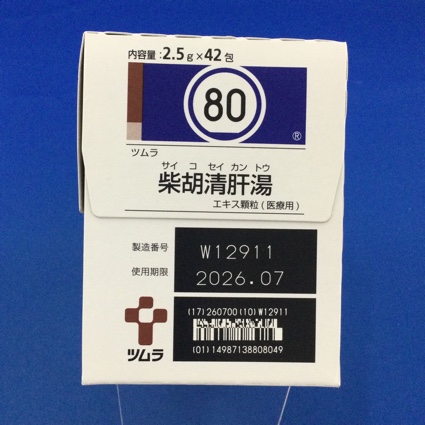 内容量:2.5g×42包
80
®
ツムラ
サイ コ セイ カン トウ
柴胡清肝湯
エキス顆粒(医療用)
製造番号 W12911
使用期限 2026.07
(17)260700(10)W12911
(01)14987138808049
ツムラ